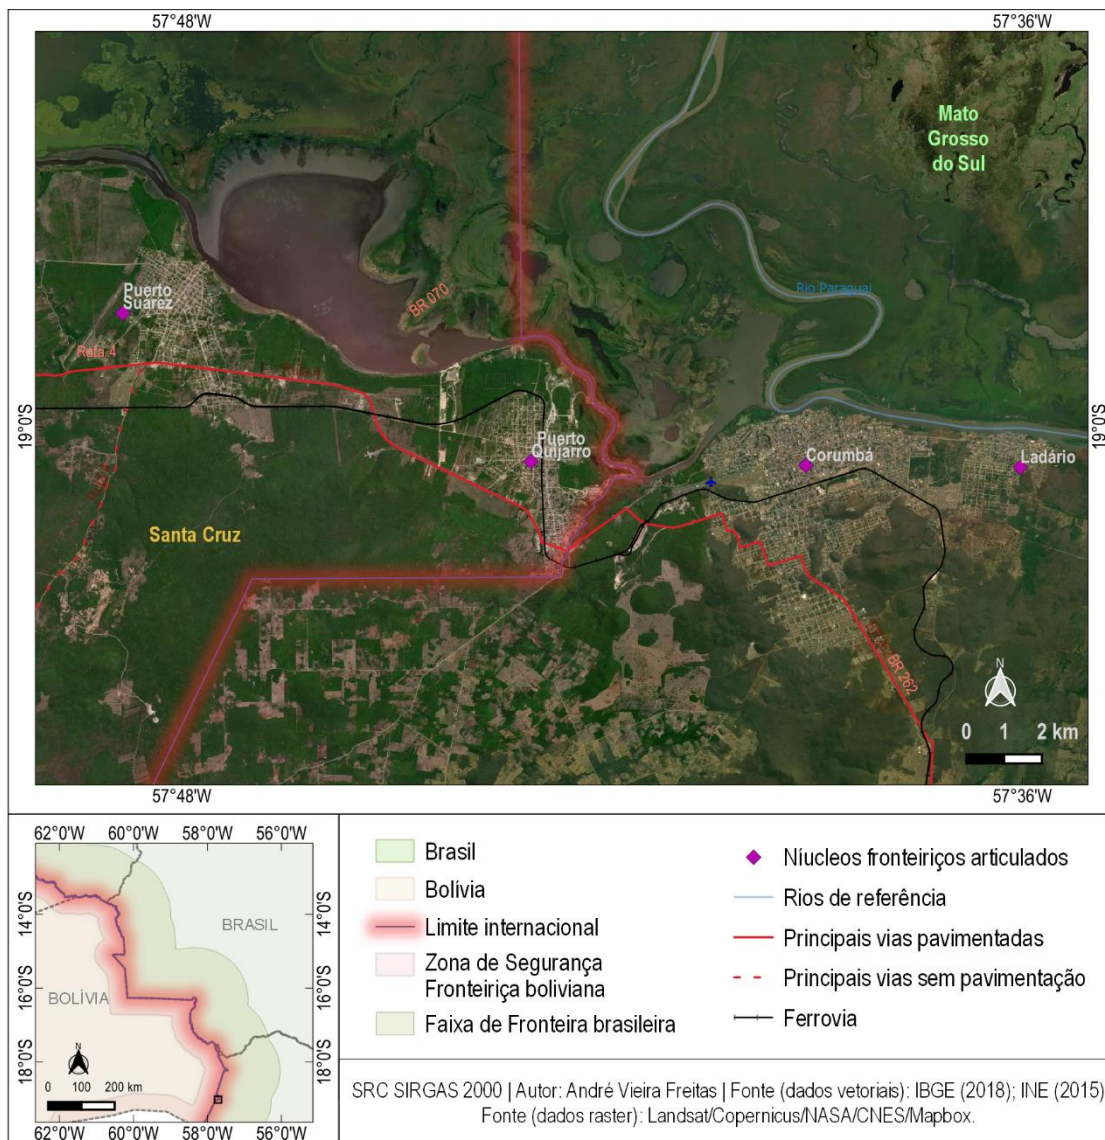 57°48'W
57°36'W
Mato
Grosso
do Sul
Puerto
Suárez
BR 070
Rio Paraguai
Ruta 4
19°0'S
19°0'S
Puerto
Quijarro
Corumbá
Ladário
Santa Cruz
BR 262
N
0 1 2 km
57°48'W
57°36'W
62°0'W 60°0'W 58°0'W 56°0'W
14°0'S
14°0'S
BRASIL
16°0'S
16°0'S
BOLÍVIA
18°0'S
18°0'S
N
0 100 200 km
62°0'W 60°0'W 58°0'W 56°0'W
Brasil
Bolívia
Limite internacional
Zona de Segurança
Fronteiriça boliviana
Faixa de Fronteira brasileira
Níucleos fronteiriços articulados
Rios de referência
Principais vias pavimentadas
Principais vias sem pavimentação
Ferrovia
SRC SIRGAS 2000 | Autor: André Vieira Freitas | Fonte (dados vetoriais): IBGE (2018); INE (2015)
Fonte (dados raster): Landsat/Copernicus/NASA/CNES/Mapbox.